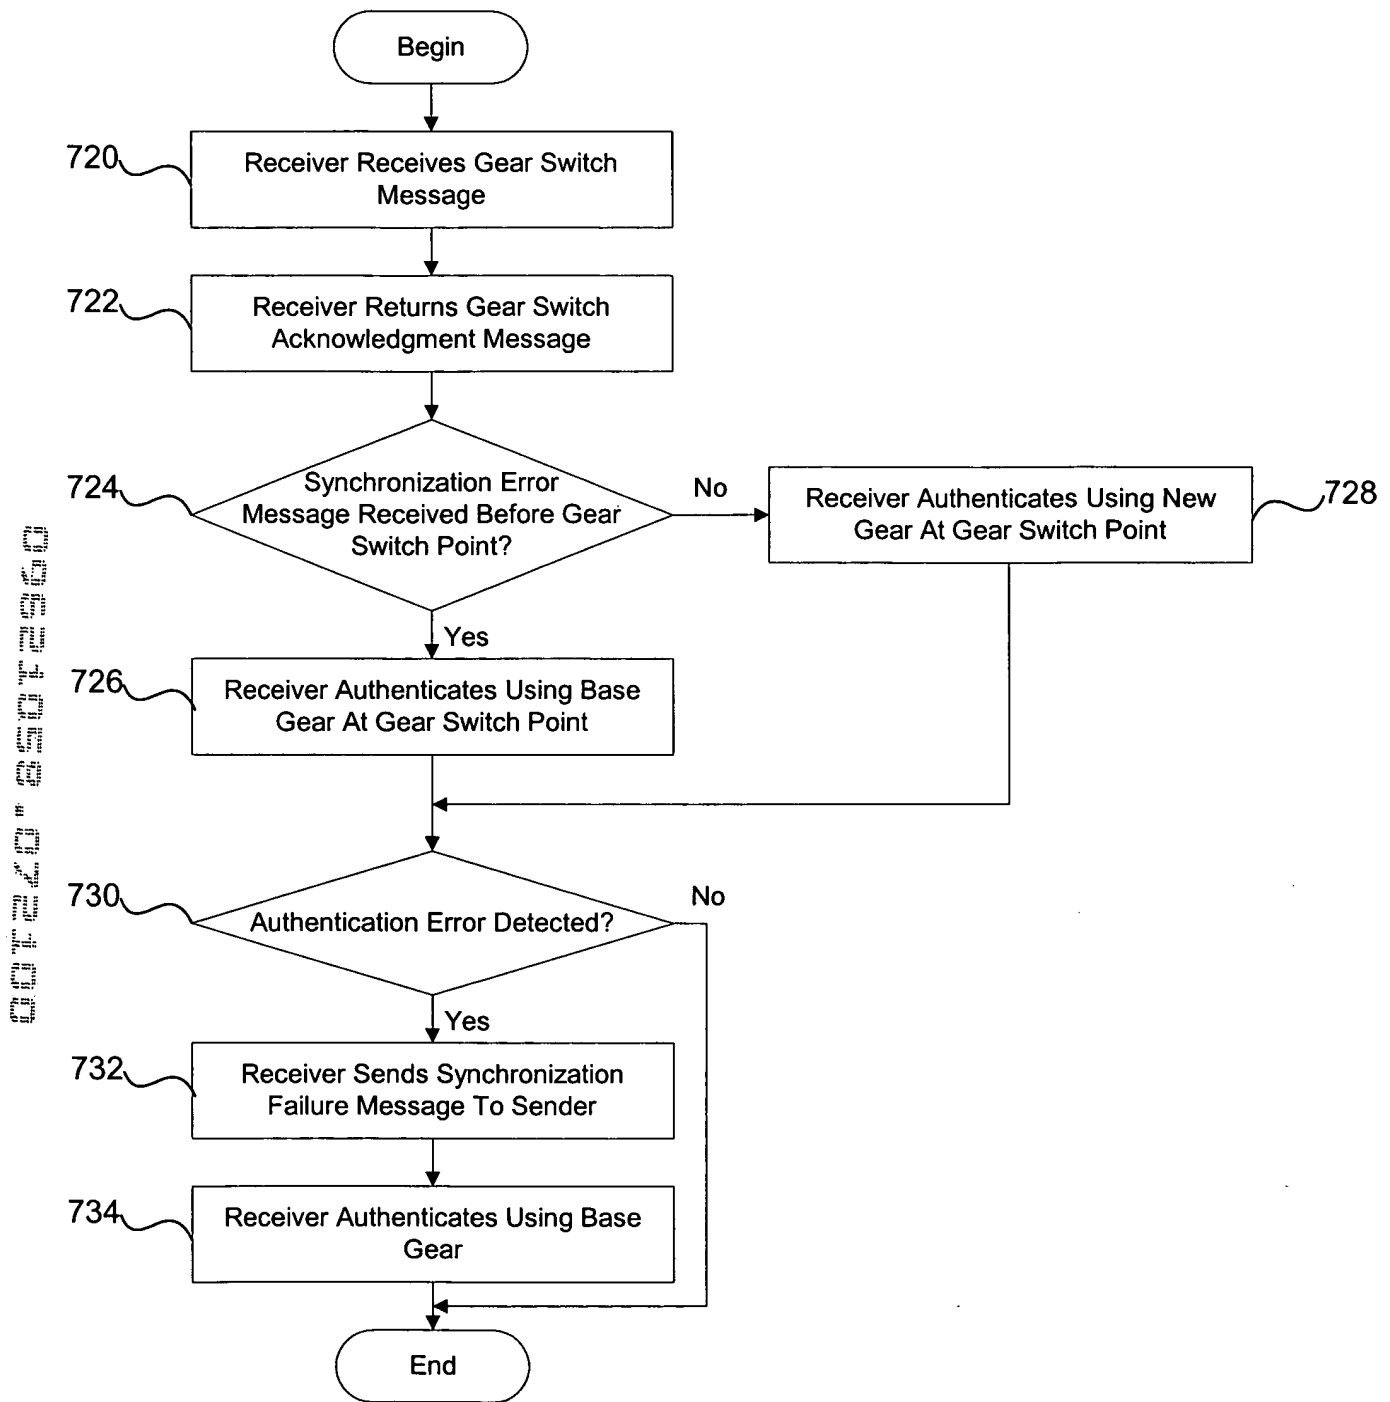 Begin
720
Receiver Receives Gear Switch
Message
722
Receiver Returns Gear Switch
Acknowledgment Message
724
Synchronization Error
Message Received Before Gear
Switch Point?
No
Receiver Authenticates Using New
Gear At Gear Switch Point
728
Yes
726
Receiver Authenticates Using Base
Gear At Gear Switch Point
730
Authentication Error Detected?
No
Yes
732
Receiver Sends Synchronization
Failure Message To Sender
734
Receiver Authenticates Using Base
Gear
End